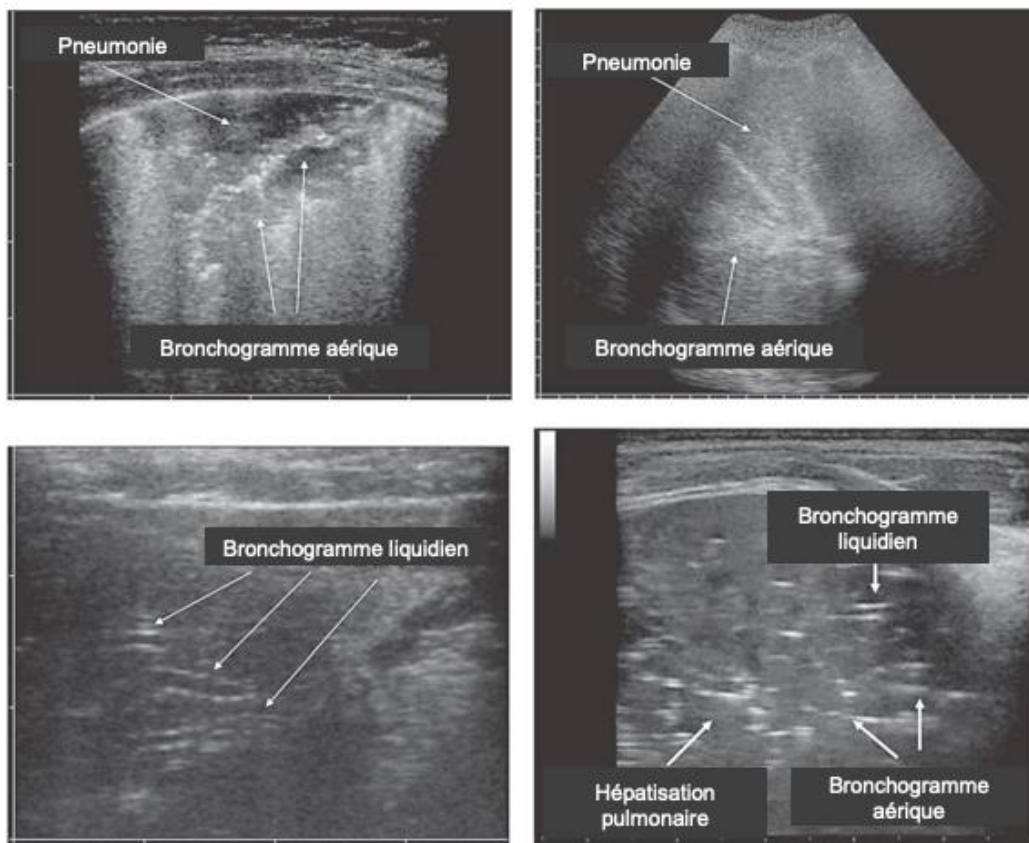 Pneumonie
Bronchogramme aérique
Pneumonie
Bronchogramme aérique
Bronchogramme liquidien
Bronchogramme
liquidien
Hépatisation
pulmonaire
Bronchogramme
aérique